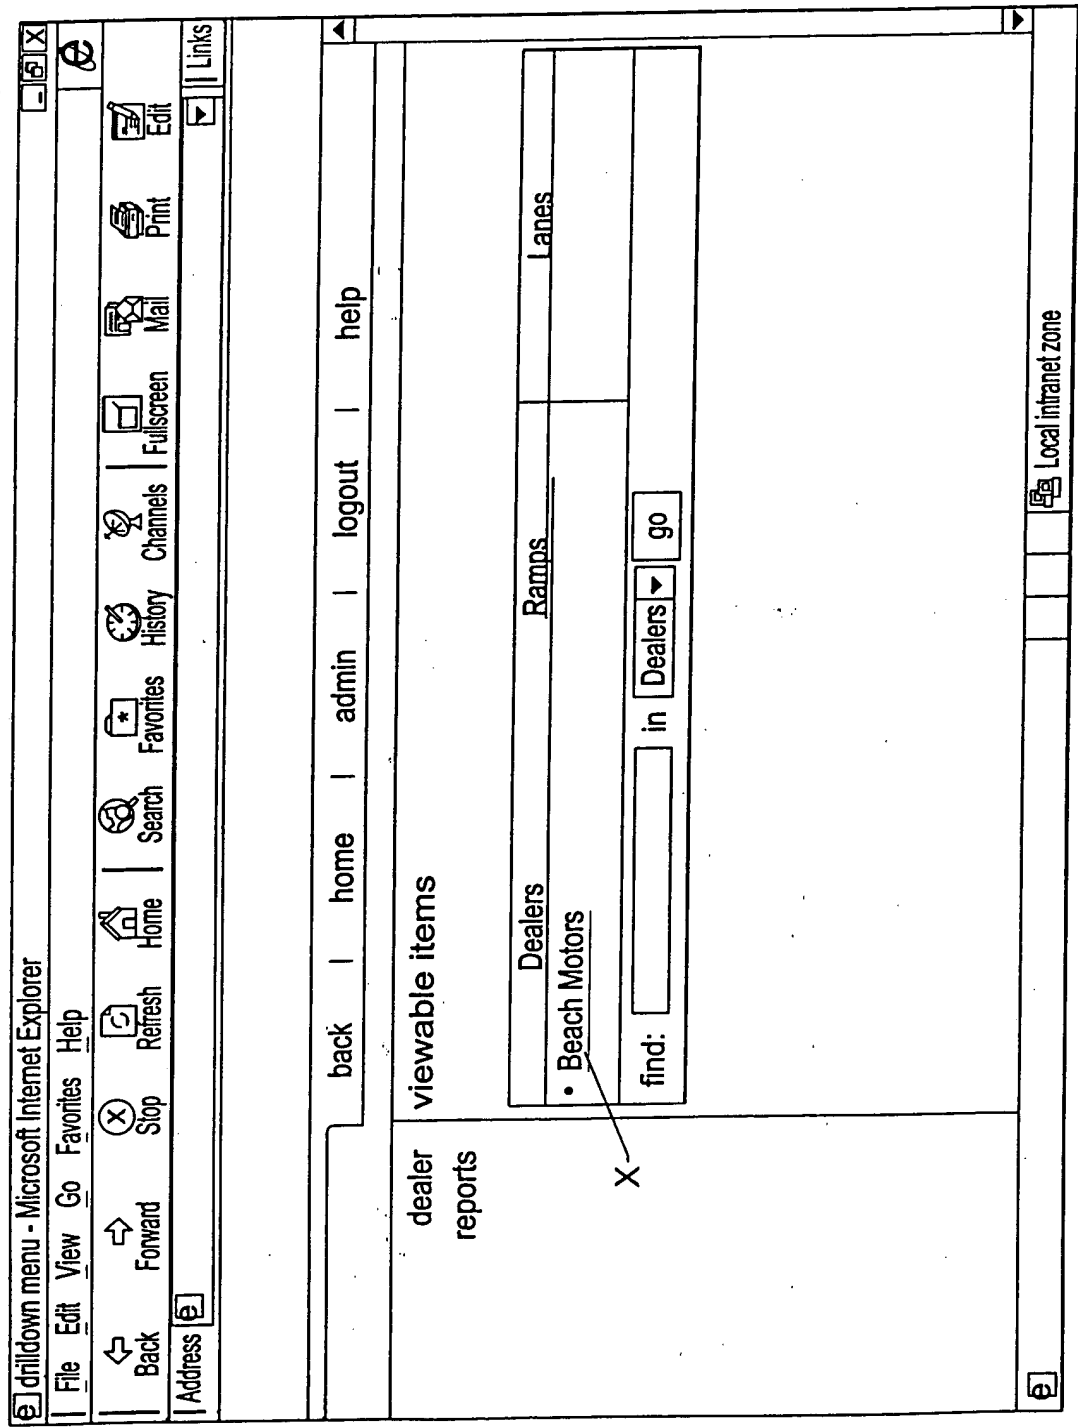 drilldown menu - Microsoft Internet Explorer
File Edit View Go Favorites Help
Back Forward Stop Refresh Home Search Favorites History Channels Fullscreen Mail Print Edit
Address Links
back | home | admin | logout | help
dealer
reports
viewable items
Dealers Ramps Lanes
• Beach Motors
X
find: in Dealers go
Local intranet zone